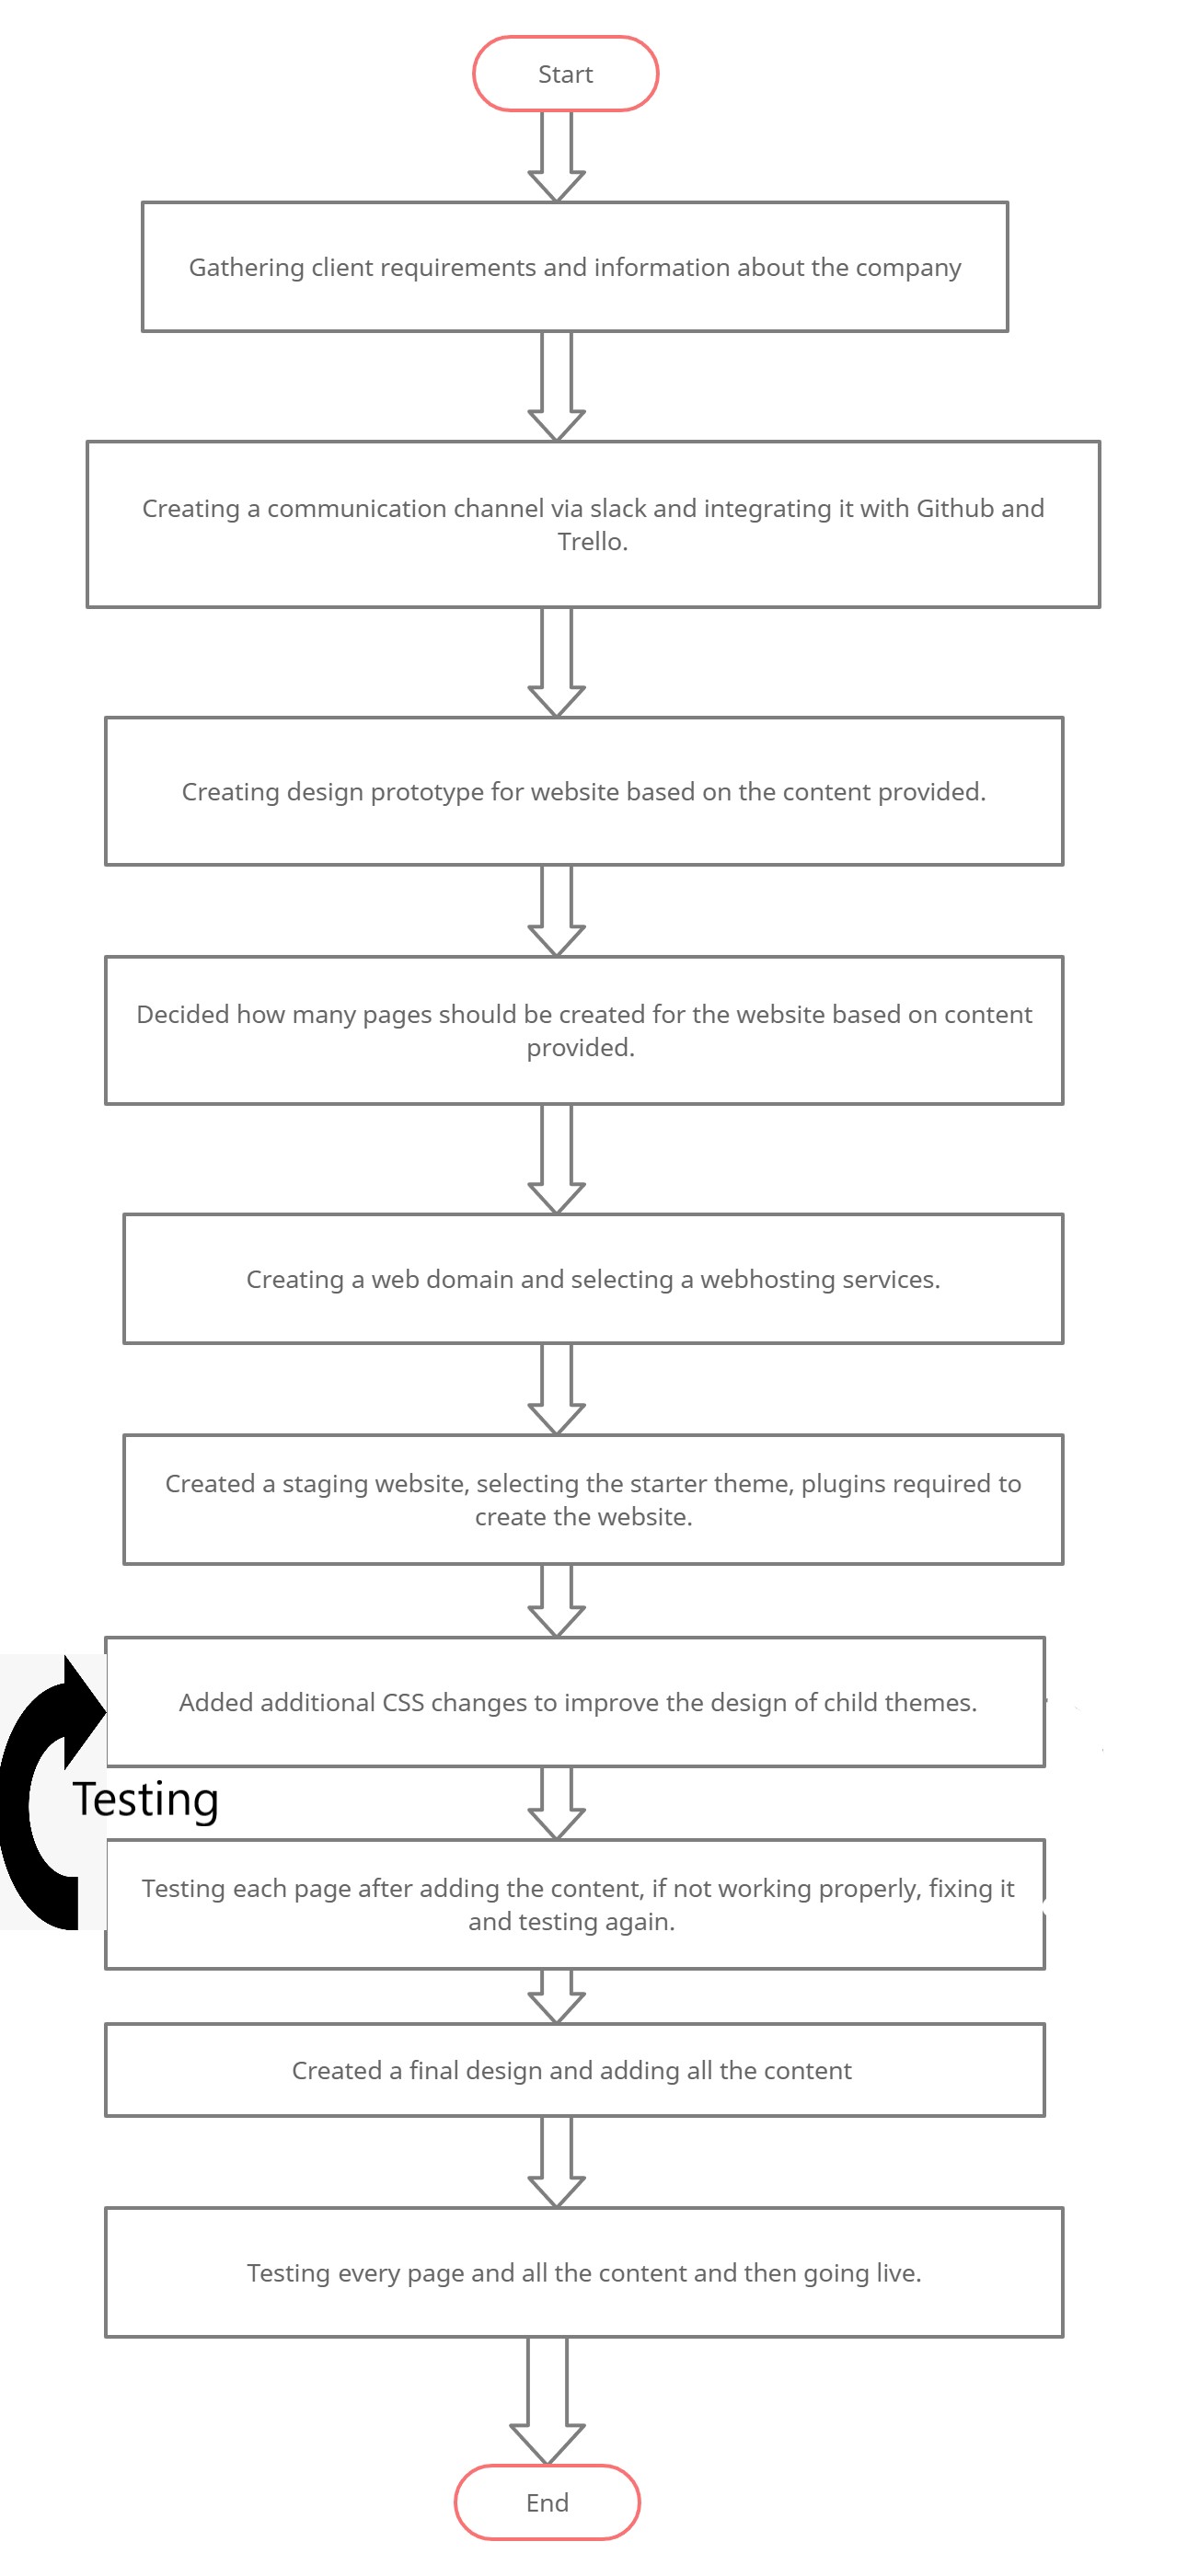 Start
Gathering client requirements and information about the company
Creating a communication channel via slack and integrating it with Github and
Trello.
Creating design prototype for website based on the content provided.
Decided how many pages should be created for the website based on content
provided.
Creating a web domain and selecting a webhosting services.
Created a staging website, selecting the starter theme, plugins required to
create the website.
Added additional CSS changes to improve the design of child themes.
Testing
Testing each page after adding the content, if not working properly, fixing it
and testing again.
Created a final design and adding all the content
Testing every page and all the content and then going live.
End